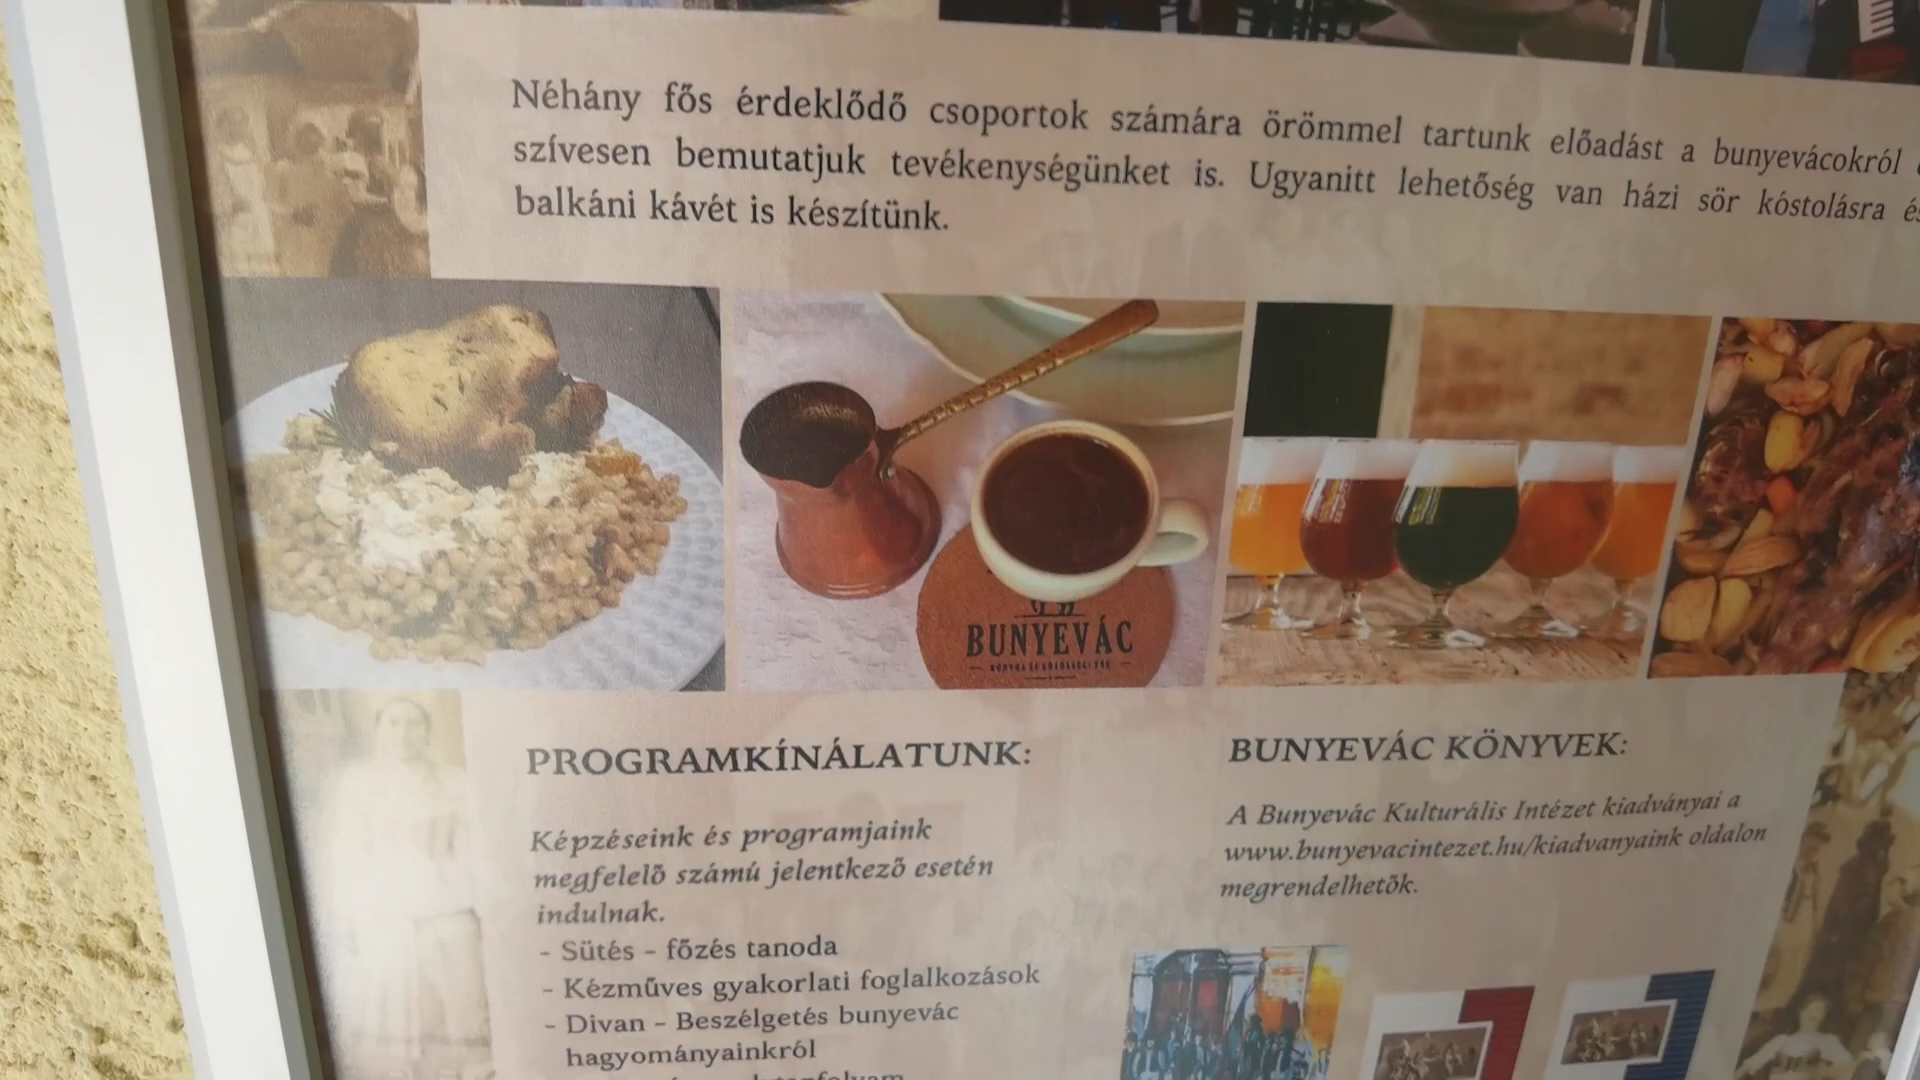 Néhány fős érdeklődő csoportok számára örömmel tartunk előadást a bunyevácokról
szívesen bemutatjuk tevékenységünket is. Ugyanitt lehetőség van házi sör kóstolásra és
balkáni kávét is készítünk.
BUNYEVÁC
PROGRAMKÍNÁLATUNK:
Képzéseink és programjaink
megfelelő számú jelentkező esetén
indulnak.
- Sütés - főzés tanoda
- Kézműves gyakorlati foglalkozások
- Divan - Beszélgetés bunyevác
hagyományainkról
BUNYEVÁC KÖNYVEK:
A Bunyevác Kulturális Intézet kiadványai a
www.bunyevacintezet.hu/kiadvanyaink oldalon
megrendelhetők.